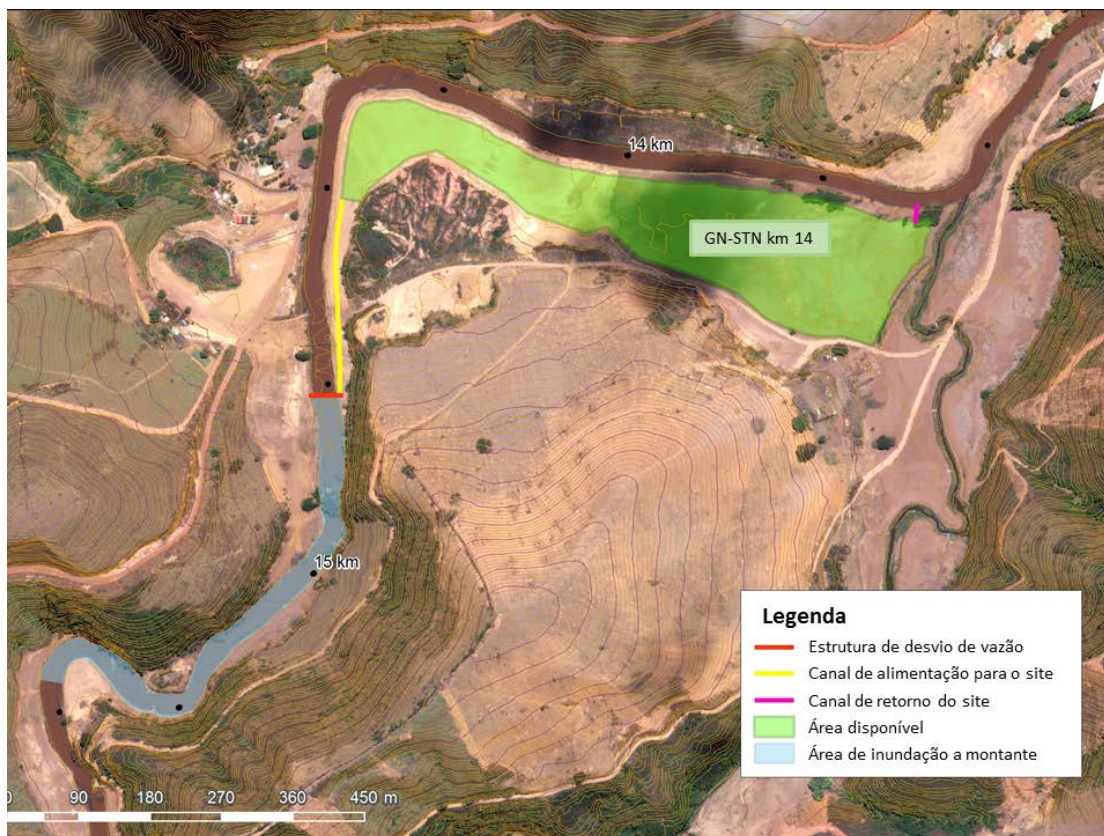 14 km
GN-STN km 14
15 km
Legenda
Estrutura de desvio de vazão
Canal de alimentação para o site
Canal de retorno do site
Área disponível
Área de inundação a montante
0 90 180 270 360 450 m